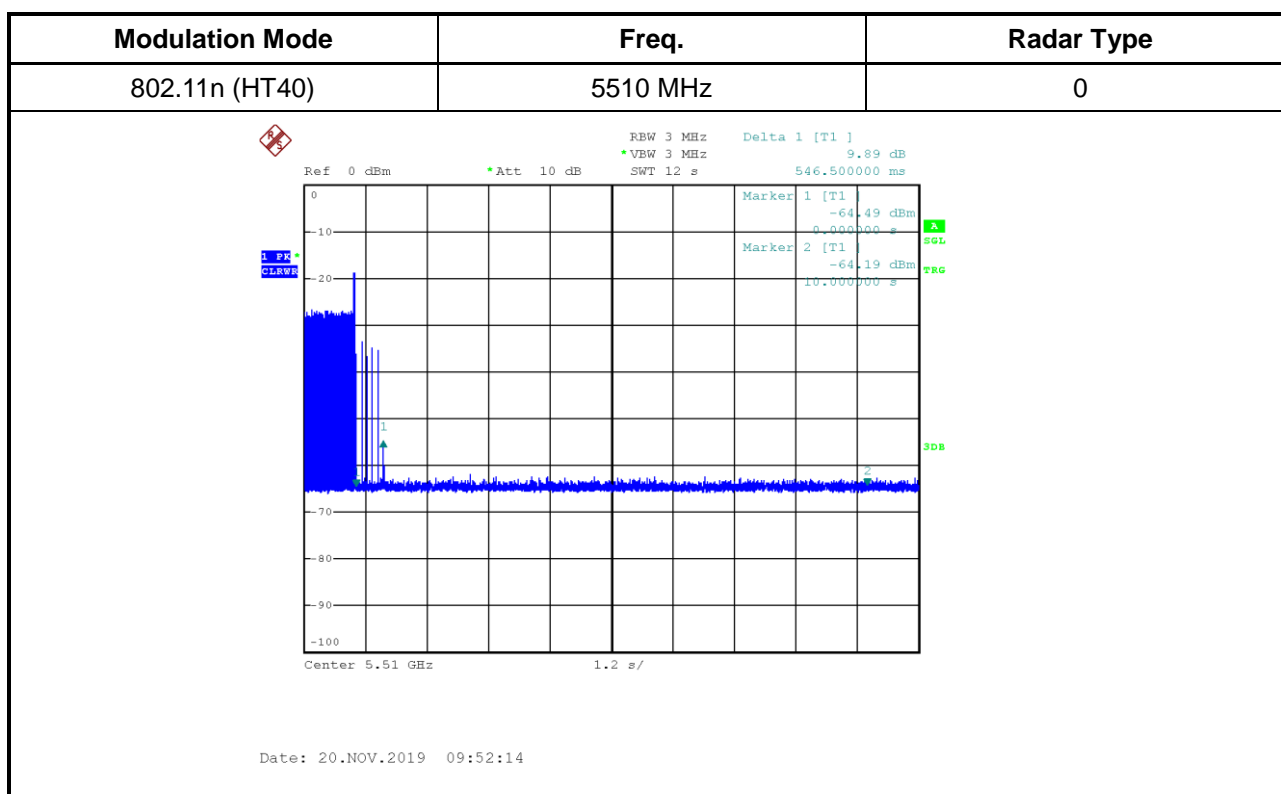 Modulation Mode Freq. Radar Type
802.11n (HT40) 5510 MHz 0
R S
RBW 3 MHz Delta 1 [T1 ]
*VBW 3 MHz 9.89 dB
Ref 0 dBm *Att 10 dB SWT 12 s 546.500000 ms
0 Marker 1 [T1 ]
-64.49 dBm
-10 0.000000 s
A
SGL
Marker 2 [T1 ]
1 PK*
-64.19 dBm
CLRWR
TRG
-20 10.000000 s
1
3DB
2
-70
-80
-90
-100
Center 5.51 GHz 1.2 s/
Date: 20.NOV.2019 09:52:14